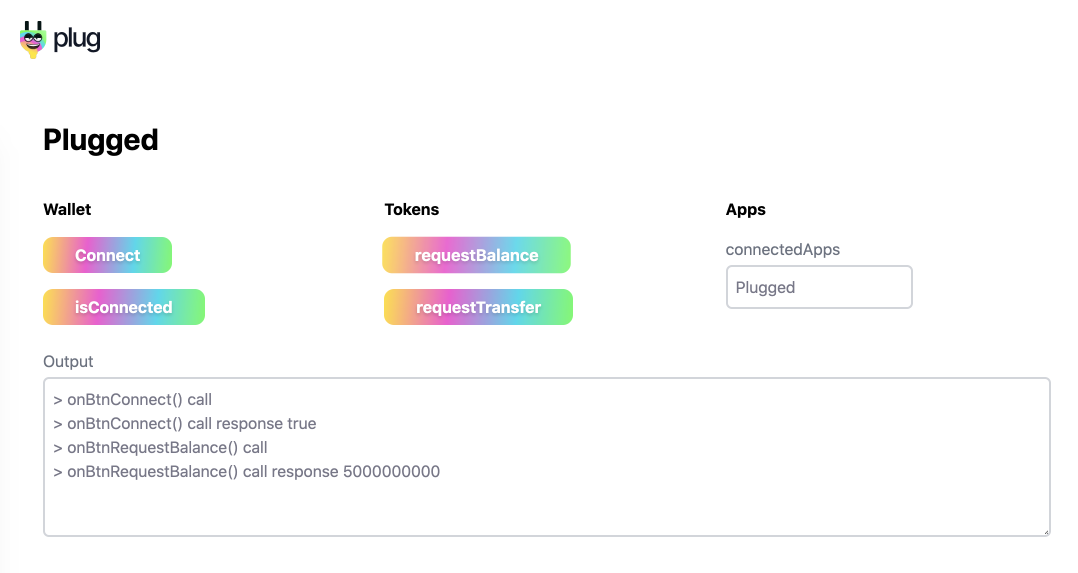 plug
Plugged
Wallet
Tokens
Apps
Connect
requestBalance
connectedApps
Plugged
isConnected
requestTransfer
Output
> onBtnConnect() call
> onBtnConnect() call response true
> onBtnRequestBalance() call
> onBtnRequestBalance() call response 5000000000